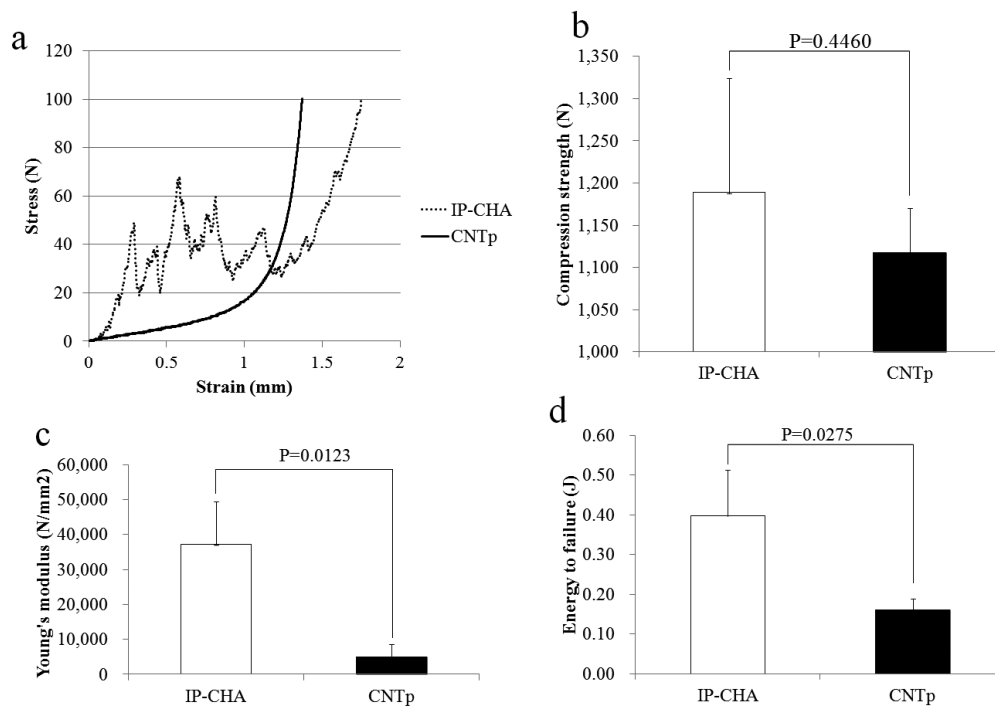 a
120
100
80
60
40
20
0
Stress (N)
0 0.5 1 1.5 2
Strain (mm)
IP-CHA
CNTp
b
P=0.4460
1,350
1,300
1,250
1,200
1,150
1,100
1,050
1,000
Compression strength (N)
IP-CHA CNTp
c
P=0.0123
60,000
50,000
40,000
30,000
20,000
10,000
0
Young's modulus (N/mm2)
IP-CHA CNTp
d
P=0.0275
0.60
0.50
0.40
0.30
0.20
0.10
0.00
Energy to failure (J)
IP-CHA CNTp